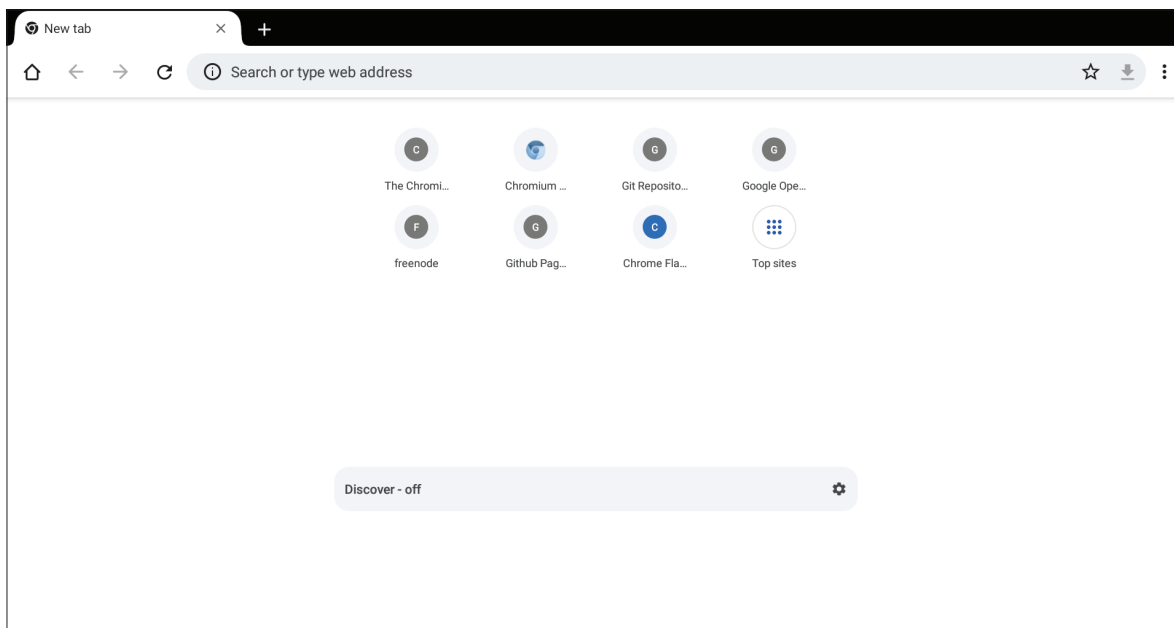 New tab
Search or type web address
C
G
G
The Chromi...
Chromium ...
Git Reposito...
Google Ope...
F
G
C
freenode
Github Pag...
Chrome Fla...
Top sites
Discover - off